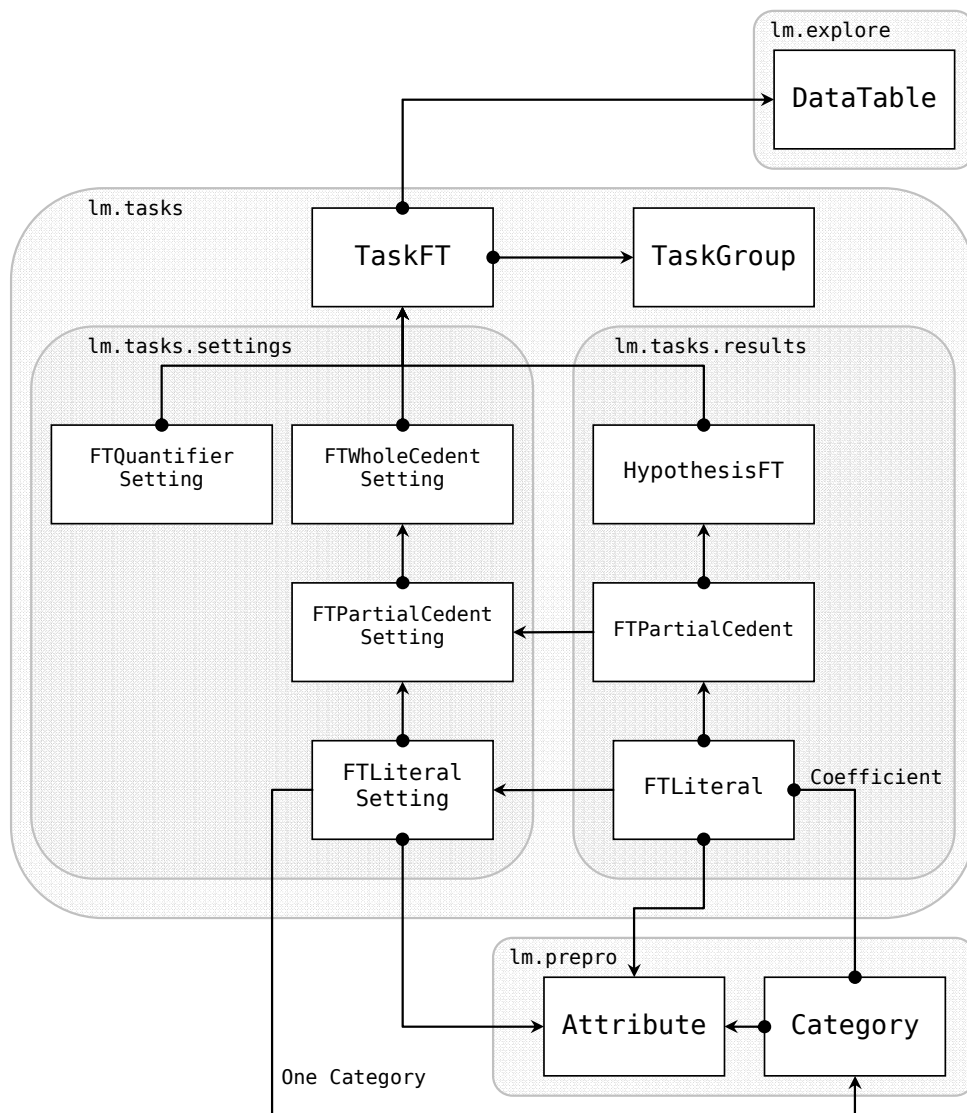 lm.explore
DataTable
lm.tasks
TaskFT
TaskGroup
lm.tasks.settings
lm.tasks.results
FTQuantifier
Setting
FTWholeCedent
Setting
HypothesisFT
FTPartialCedent
Setting
FTPartialCedent
FTLiteral
Setting
FTLiteral
Coefficient
lm.prepro
Attribute
Category
One Category